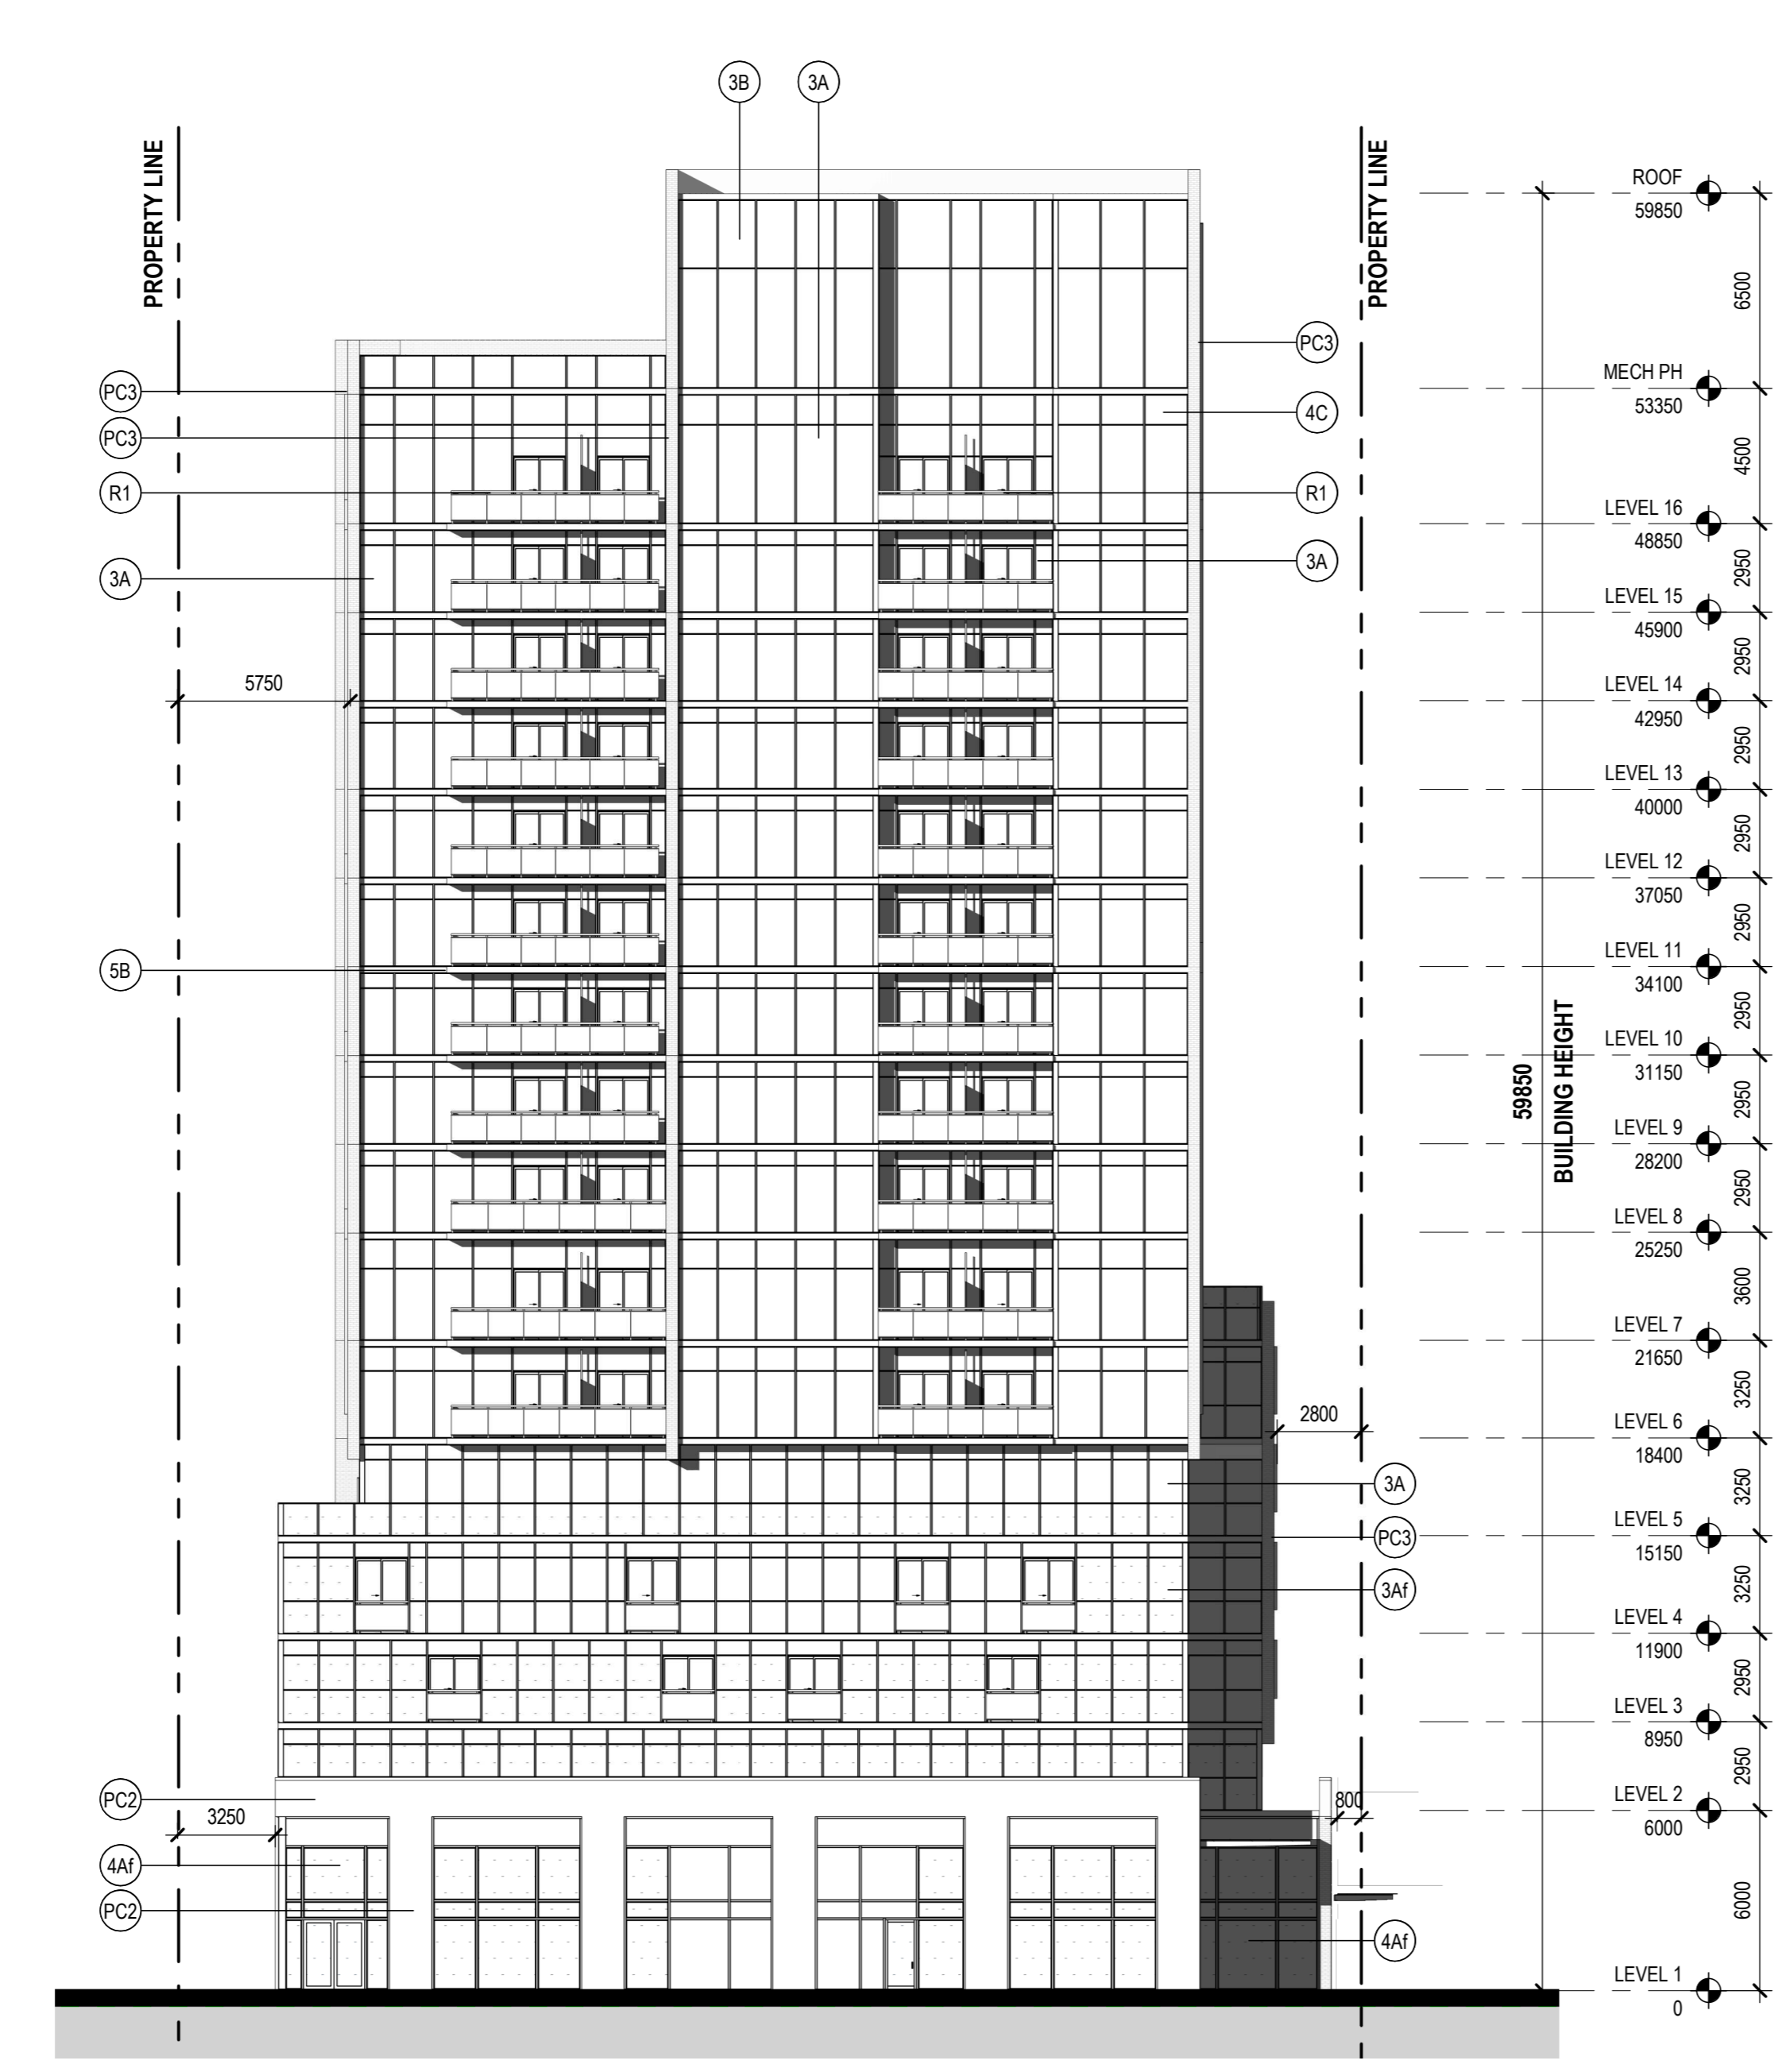 3B
3A
PROPERTY LINE
PROPERTY LINE
PC3
PC3
R1
3A
5750
5B
PC2
3250
4Af
PC2
PC3
4C
R1
3A
2800
3A
PC3
3Af
800
4Af
59850
BUILDING HEIGHT
ROOF
59850
6500
MECH PH
53350
4500
LEVEL 16
48850
2950
LEVEL 15
45900
2950
LEVEL 14
42950
2950
LEVEL 13
40000
2950
LEVEL 12
37050
2950
LEVEL 11
34100
2950
LEVEL 10
31150
2950
LEVEL 9
28200
2950
LEVEL 8
25250
3600
LEVEL 7
21650
3250
LEVEL 6
18400
3250
LEVEL 5
15150
3250
LEVEL 4
11900
2950
LEVEL 3
8950
2950
LEVEL 2
6000
6000
LEVEL 1
0